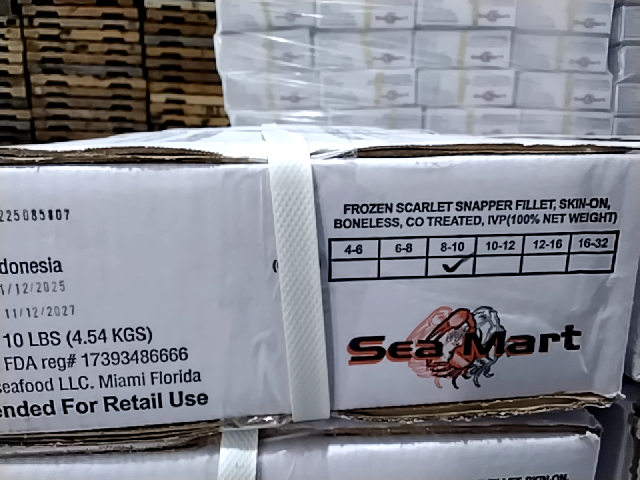 225085807
donesia
1/12/2025
11/12/2027
10 LBS (4.54 KGS)
FDA reg# 17393486666
seafood LLC. Miami Florida
ended For Retail Use
FROZEN SCARLET SNAPPER FILLET, SKIN-ON,
BONELESS, CO TREATED, IVP(100% NET WEIGHT)
4-6 6-8 8-10 10-12 12-16 16-32
✓
Sea Mart